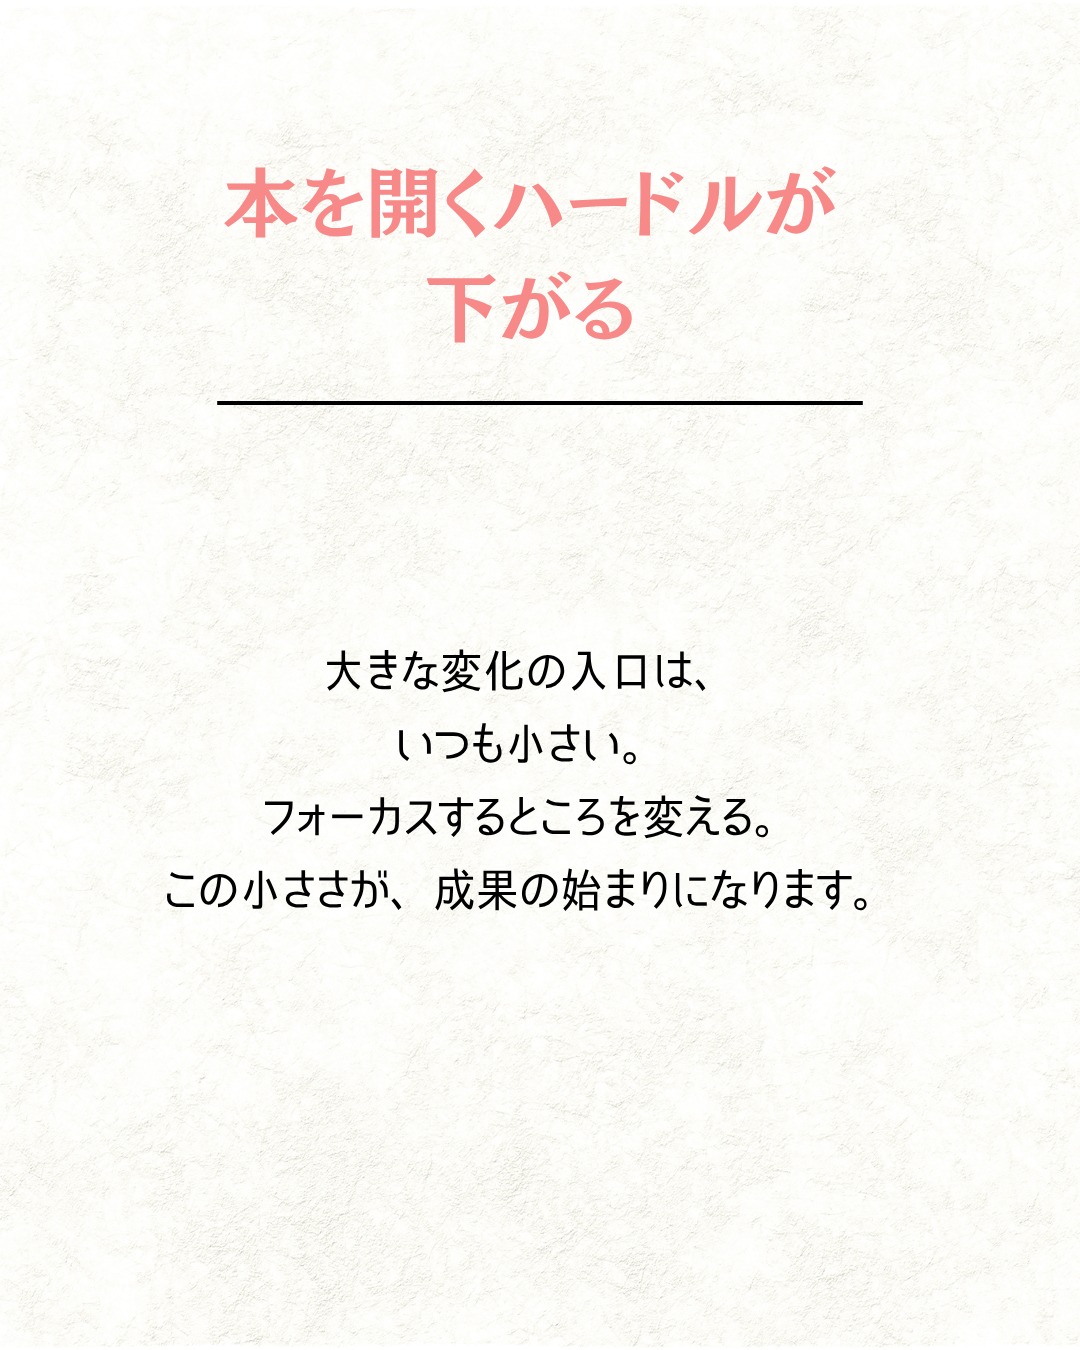 本を開くハードルが
下がる
大きな変化の入口は、
いつも小さい。
フォーカスするところを変える。
この小ささが、成果の始まりになります。